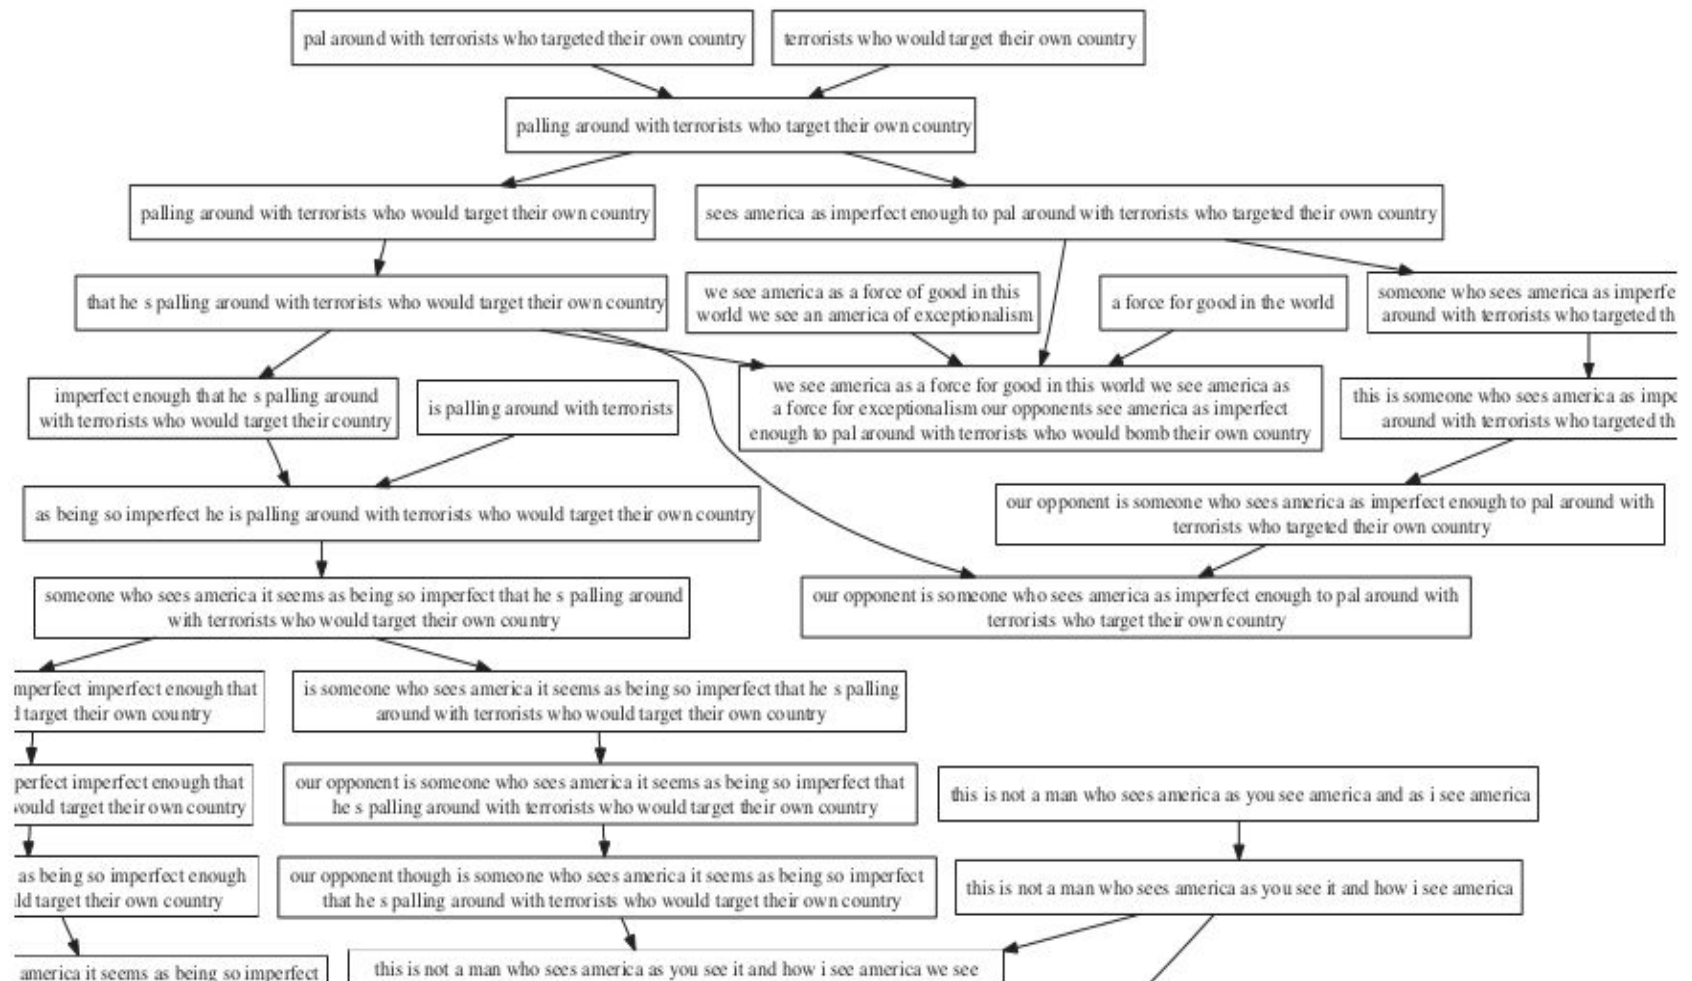 pal around with terrorists who targeted their own country
terrorists who would target their own country
palling around with terrorists who target their own country
palling around with terrorists who would target their own country
sees america as imperfect enough to pal around with terrorists who targeted their own country
that he s palling around with terrorists who would target their own country
we see america as a force of good in this
world we see an america of exceptionalism
a force for good in the world
someone who sees america as imperfe
around with terrorists who targeted th
imperfect enough that he s palling around
with terrorists who would target their country
is palling around with terrorists
we see america as a force for good in this world we see america as
a force for exceptionalism our opponents see america as imperfect
enough to pal around with terrorists who would bomb their own country
this is someone who sees america as impe
around with terrorists who targeted th
as being so imperfect he is palling around with terrorists who would target their own country
our opponent is someone who sees america as imperfect enough to pal around with
terrorists who targeted their own country
someone who sees america it seems as being so imperfect that he s palling around
with terrorists who would target their own country
our opponent is someone who sees america as imperfect enough to pal around with
terrorists who target their own country
mperfect imperfect enough that
d target their own country
is someone who sees america it seems as being so imperfect that he s palling
around with terrorists who would target their own country
perfect imperfect enough that
would target their own country
our opponent is someone who sees america it seems as being so imperfect that
he s palling around with terrorists who would target their own country
this is not a man who sees america as you see america and as i see america
as being so imperfect enough
ld target their own country
our opponent though is someone who sees america it seems as being so imperfect
that he s palling around with terrorists who would target their own country
this is not a man who sees america as you see it and how i see america
america it seems as being so imperfect
this is not a man who sees america as you see it and how i see america we see